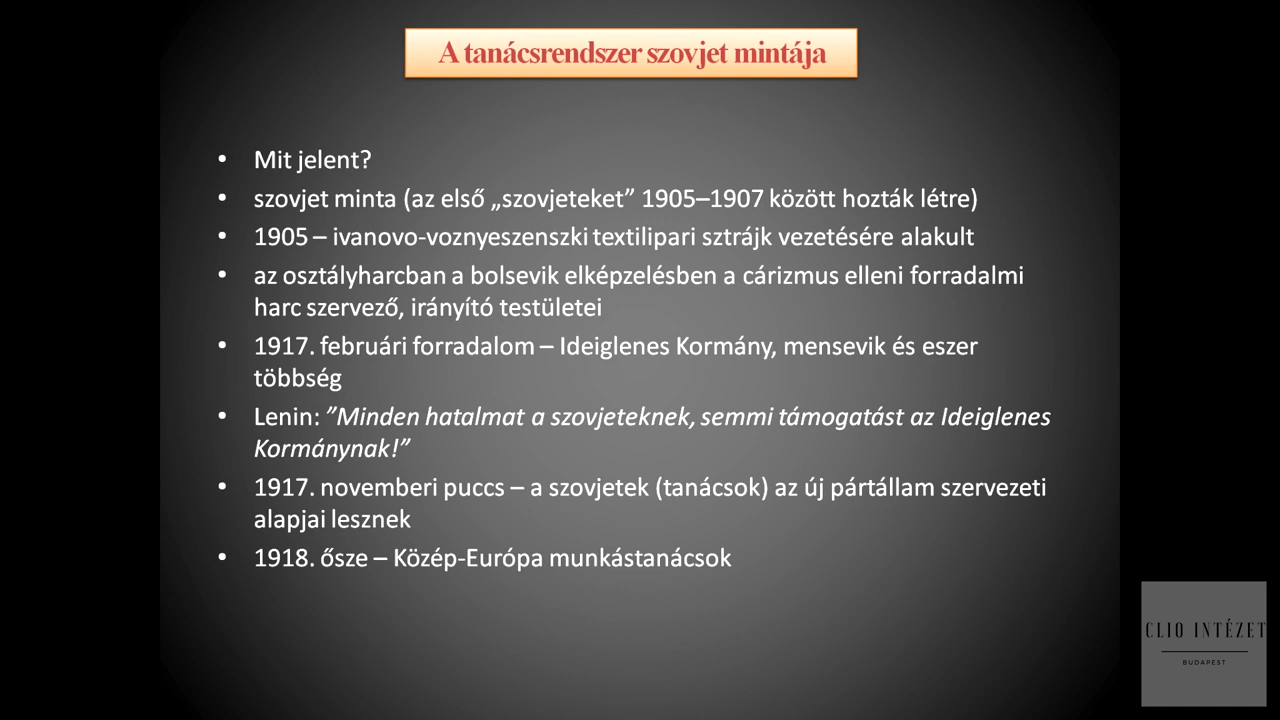 A tanácsrendszer szovjet mintája
• Mit jelent?
• szovjet minta (az első „szovjeteket” 1905–1907 között hozták létre)
• 1905 – ivanovo-voznyeszenszki textilipari sztrájk vezetésére alakult
• az osztályharcban a bolsevik elképzelésben a cárizmus elleni forradalmi
harc szervező, irányító testületei
• 1917. februári forradalom – Ideiglenes Kormány, mensevik és eszer
többség
• Lenin: ”Minden hatalmat a szovjeteknek, semmi támogatást az Ideiglenes
Kormánynak!”
• 1917. novemberi puccs – a szovjetek (tanácsok) az új pártállam szervezeti
alapjai lesznek
• 1918. ősze – Közép-Európa munkástanácsok
CLIO INTÉZET
BUDAPEST